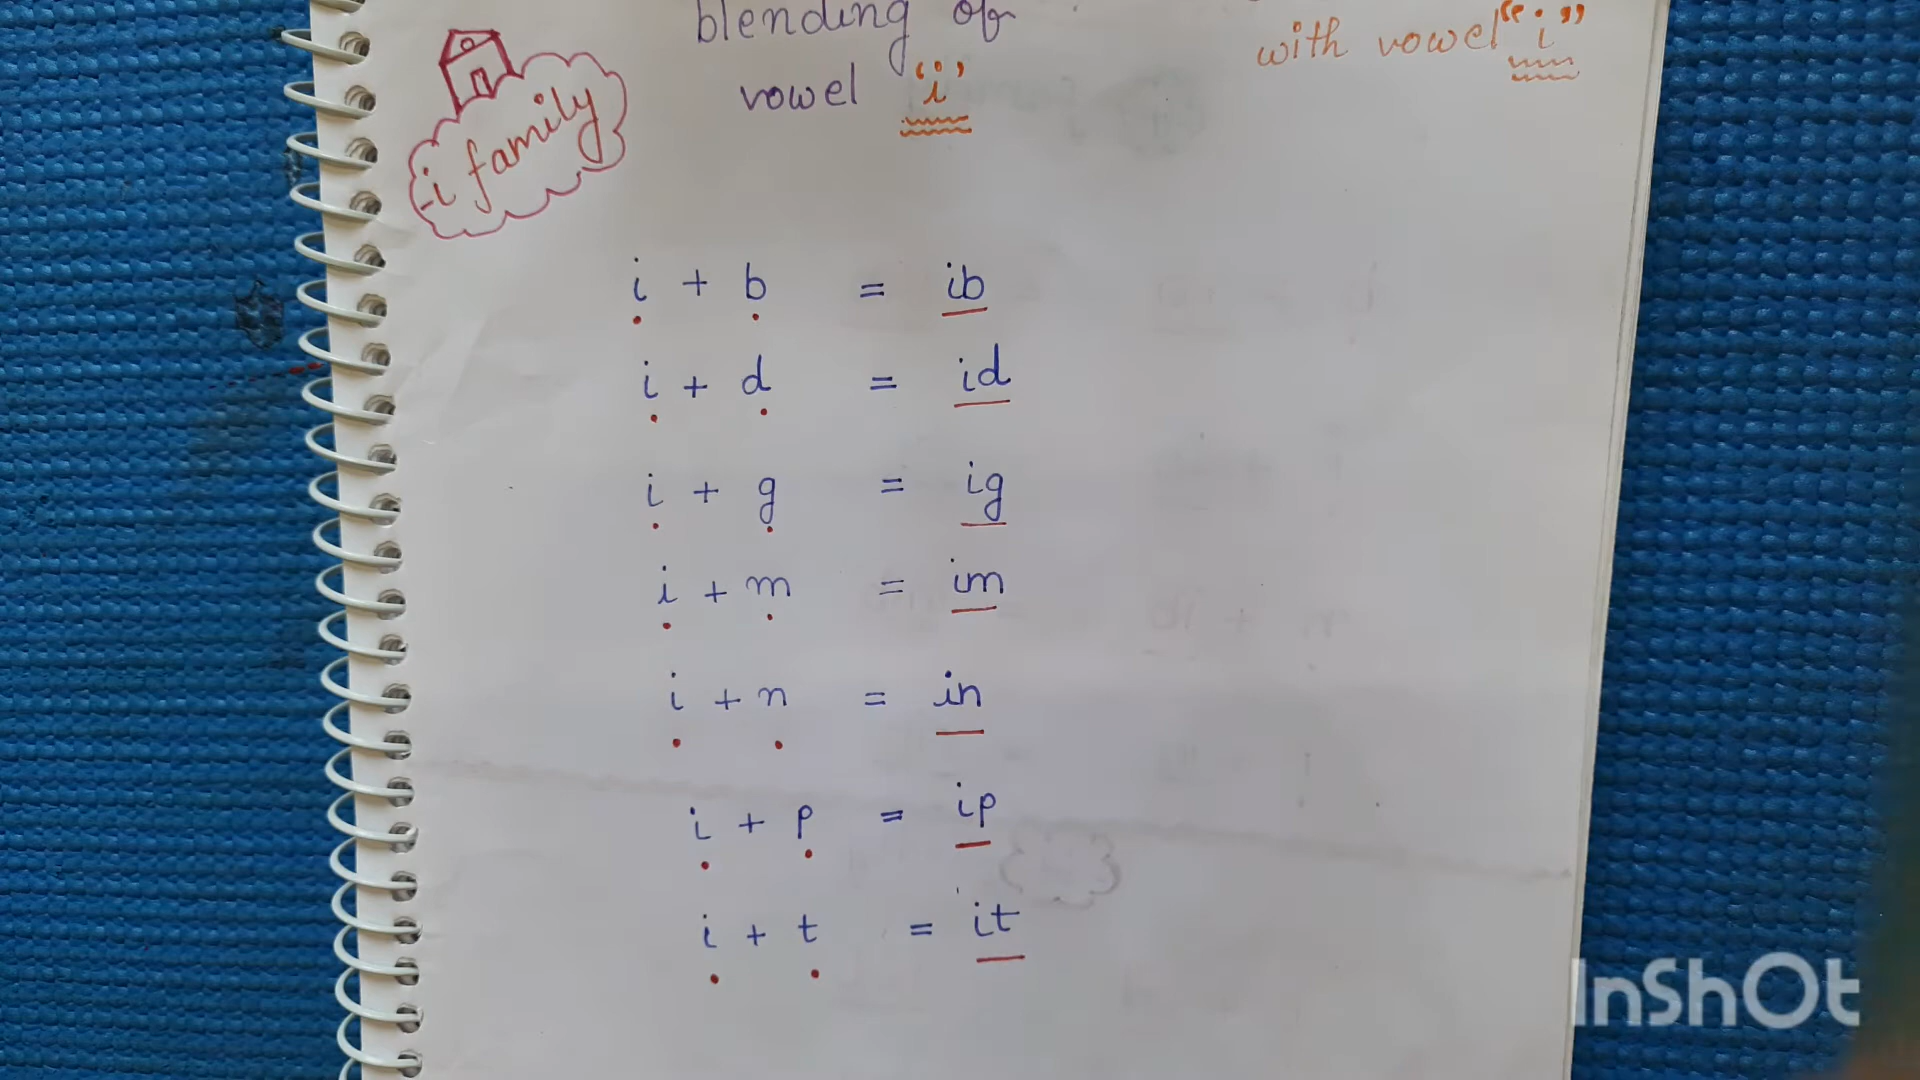 blending of
vowel "i"
with vowel "i"
-i family
i + b = ib
i + d = id
i + g = ig
i + m = im
i + n = in
i + p = ip
i + t = it
InShOt